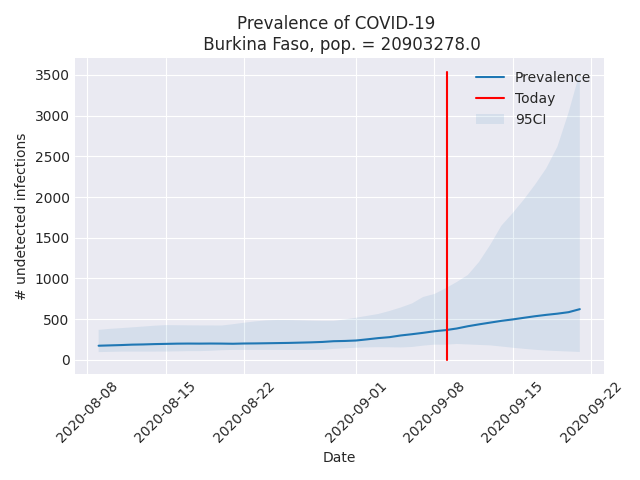 Prevalence of COVID-19
Burkina Faso, pop. = 20903278.0
Prevalence
Today
95CI
# undetected infections
3500
3000
2500
2000
1500
1000
500
0
2020-08-08
2020-08-15
2020-08-22
2020-09-01
2020-09-08
2020-09-15
2020-09-22
Date